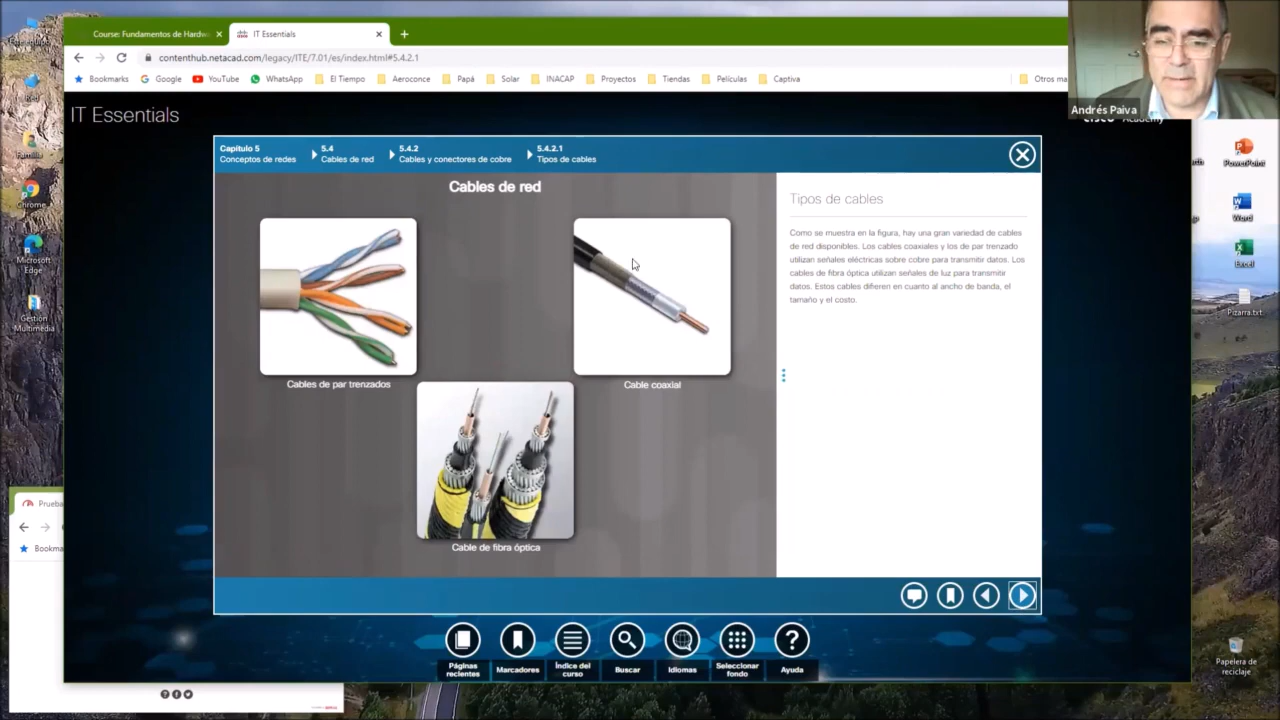 Course: Fundamentos de Hardw
IT Essentials
contenthub.netacad.com/legacy/ITE/7.01/es/index.html#5.4.2.1
Bookmarks
Google
YouTube
WhatsApp
El Tiempo
Aeroconce
Papá
Solar
INACAP
Proyectos
Tiendas
Películas
Captiva
Otros ma
Andrés Paiva
IT Essentials
Academy
Capítulo 5
Conceptos de redes
5.4
Cables de red
5.4.2
Cables y conectores de cobre
5.4.2.1
Tipos de cables
Cables de red
Cables de par trenzados
Cable coaxial
Cable de fibra óptica
Tipos de cables
Como se muestra en la figura, hay una gran variedad de cables
de red disponibles. Los cables coaxiales y los de par trenzado
utilizan señales eléctricas sobre cobre para transmitir datos. Los
cables de fibra óptica utilizan señales de luz para transmitir
datos. Estos cables difieren en cuanto al ancho de banda, el
tamaño y el costo.
Páginas
recientes
Marcadores
Índice del
curso
Buscar
Idiomas
Seleccionar
fondo
Ayuda
Red
Familia
Chrome
Microsoft
Edge
Gestión
Multimedia
Prueba
Bookma
PowerPoint
Word
Excel
Pizarra.txt
Papelera de
reciclaje